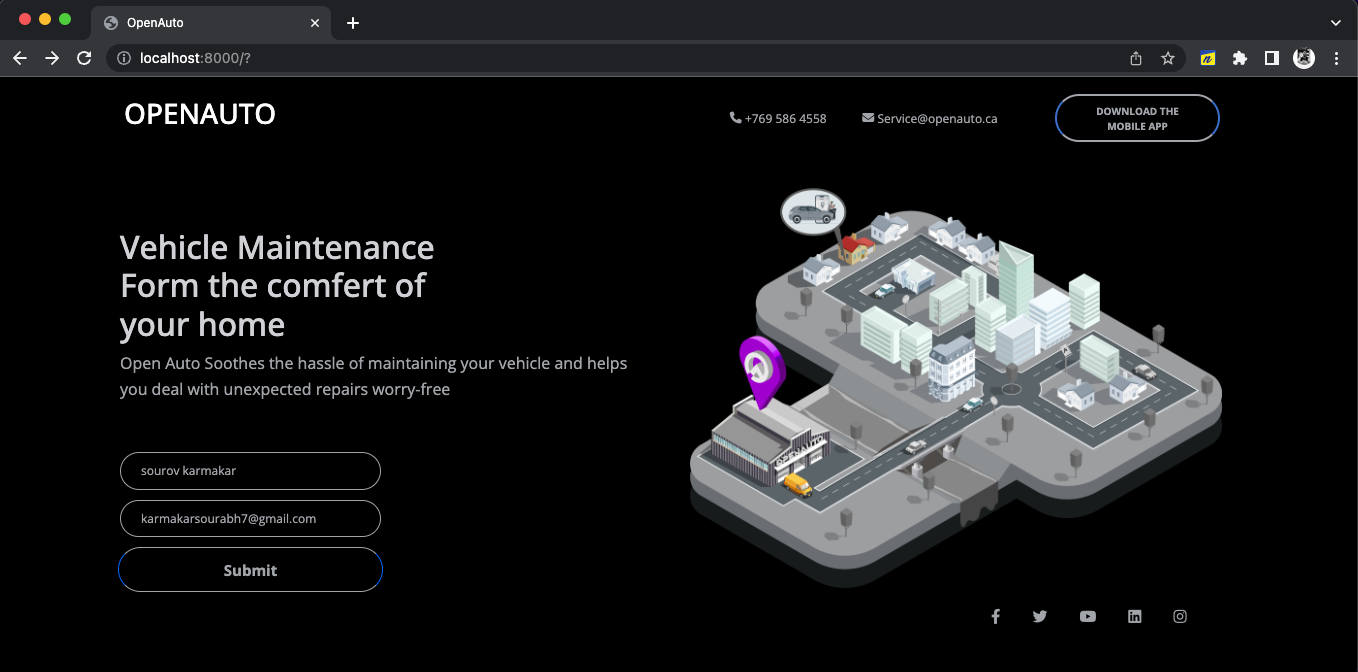 OpenAuto
localhost:8000/?
OPENAUTO
+769 586 4558
Service@openauto.ca
DOWNLOAD THE
MOBILE APP
Vehicle Maintenance
Form the comfort of
your home
Open Auto Soothes the hassle of maintaining your vehicle and helps
you deal with unexpected repairs worry-free
OPENAUTO
sourov karmakar
karmakarsourabh7@gmail.com
Submit